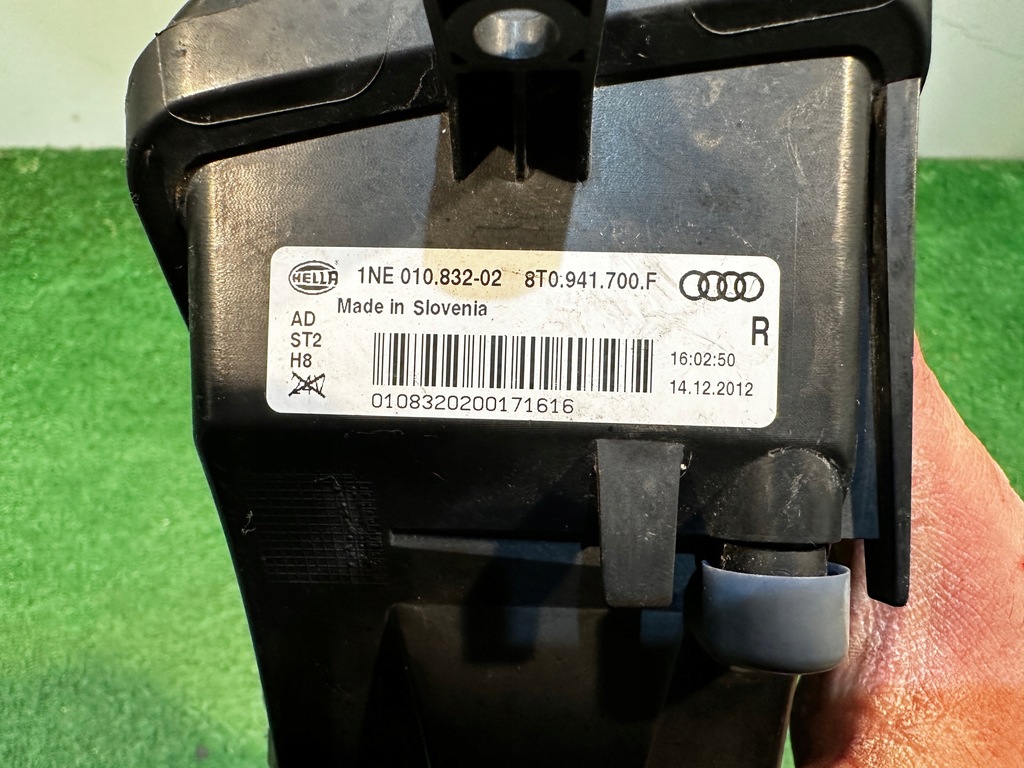 HELLA 1NE 010.832-02 8T0.941.700.F
Made in Slovenia
AD
ST2
H8
R
16:02:50
14.12.2012
0108320200171616